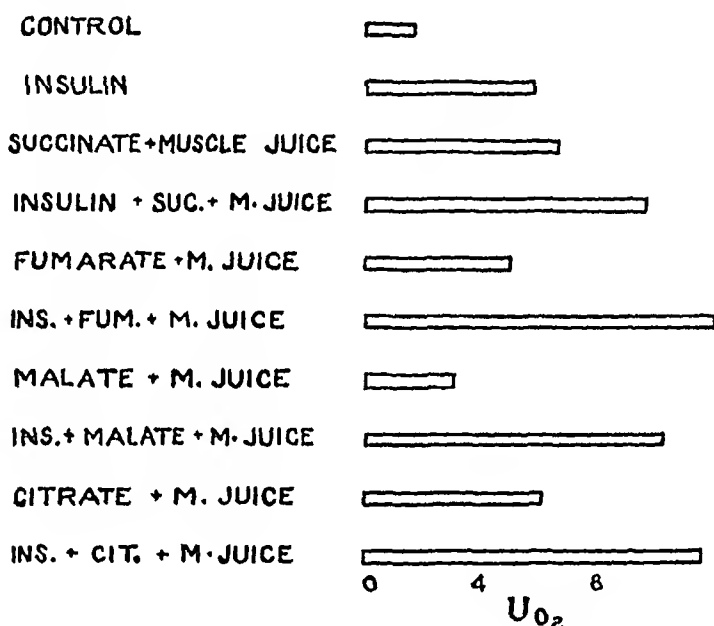 CONTROL
INSULIN
SUCCINATE+MUSCLE JUICE
INSULIN + SUC.+ M. JUICE
FUMARATE +M. JUICE
INS. +FUM. + M. JUICE
MALATE + M. JUICE
INS.+ MALATE + M. JUICE
CITRATE + M. JUICE
INS. + CIT. + M. JUICE
0 4 8
UO₂